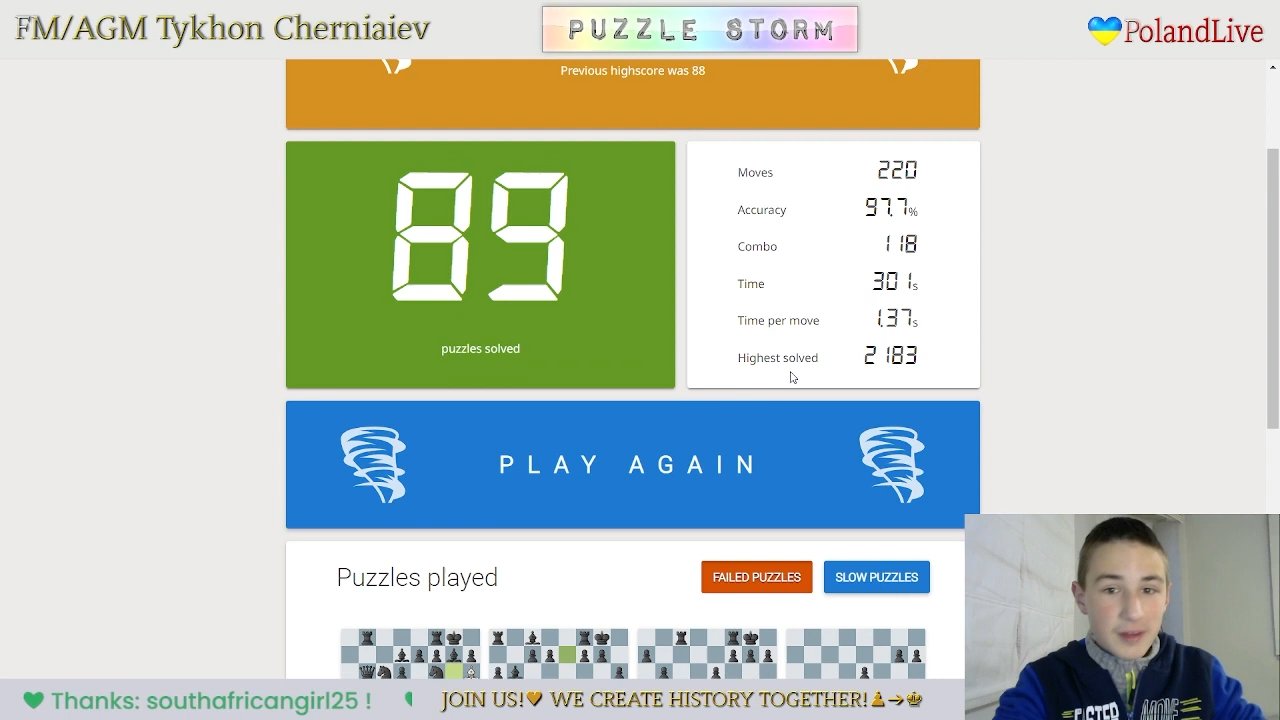 FM/AGM Tykhon Cherniaiev
PUZZLE STORM
PolandLive
Previous highscore was 88
89
puzzles solved
Moves 220
Accuracy 97.7%
Combo 118
Time 301s
Time per move 1.37s
Highest solved 2183
PLAY AGAIN
Puzzles played
FAILED PUZZLES
SLOW PUZZLES
Thanks: southafricangirl25 !
JOIN US!🧡 WE CREATE HISTORY TOGETHER!♟→♚